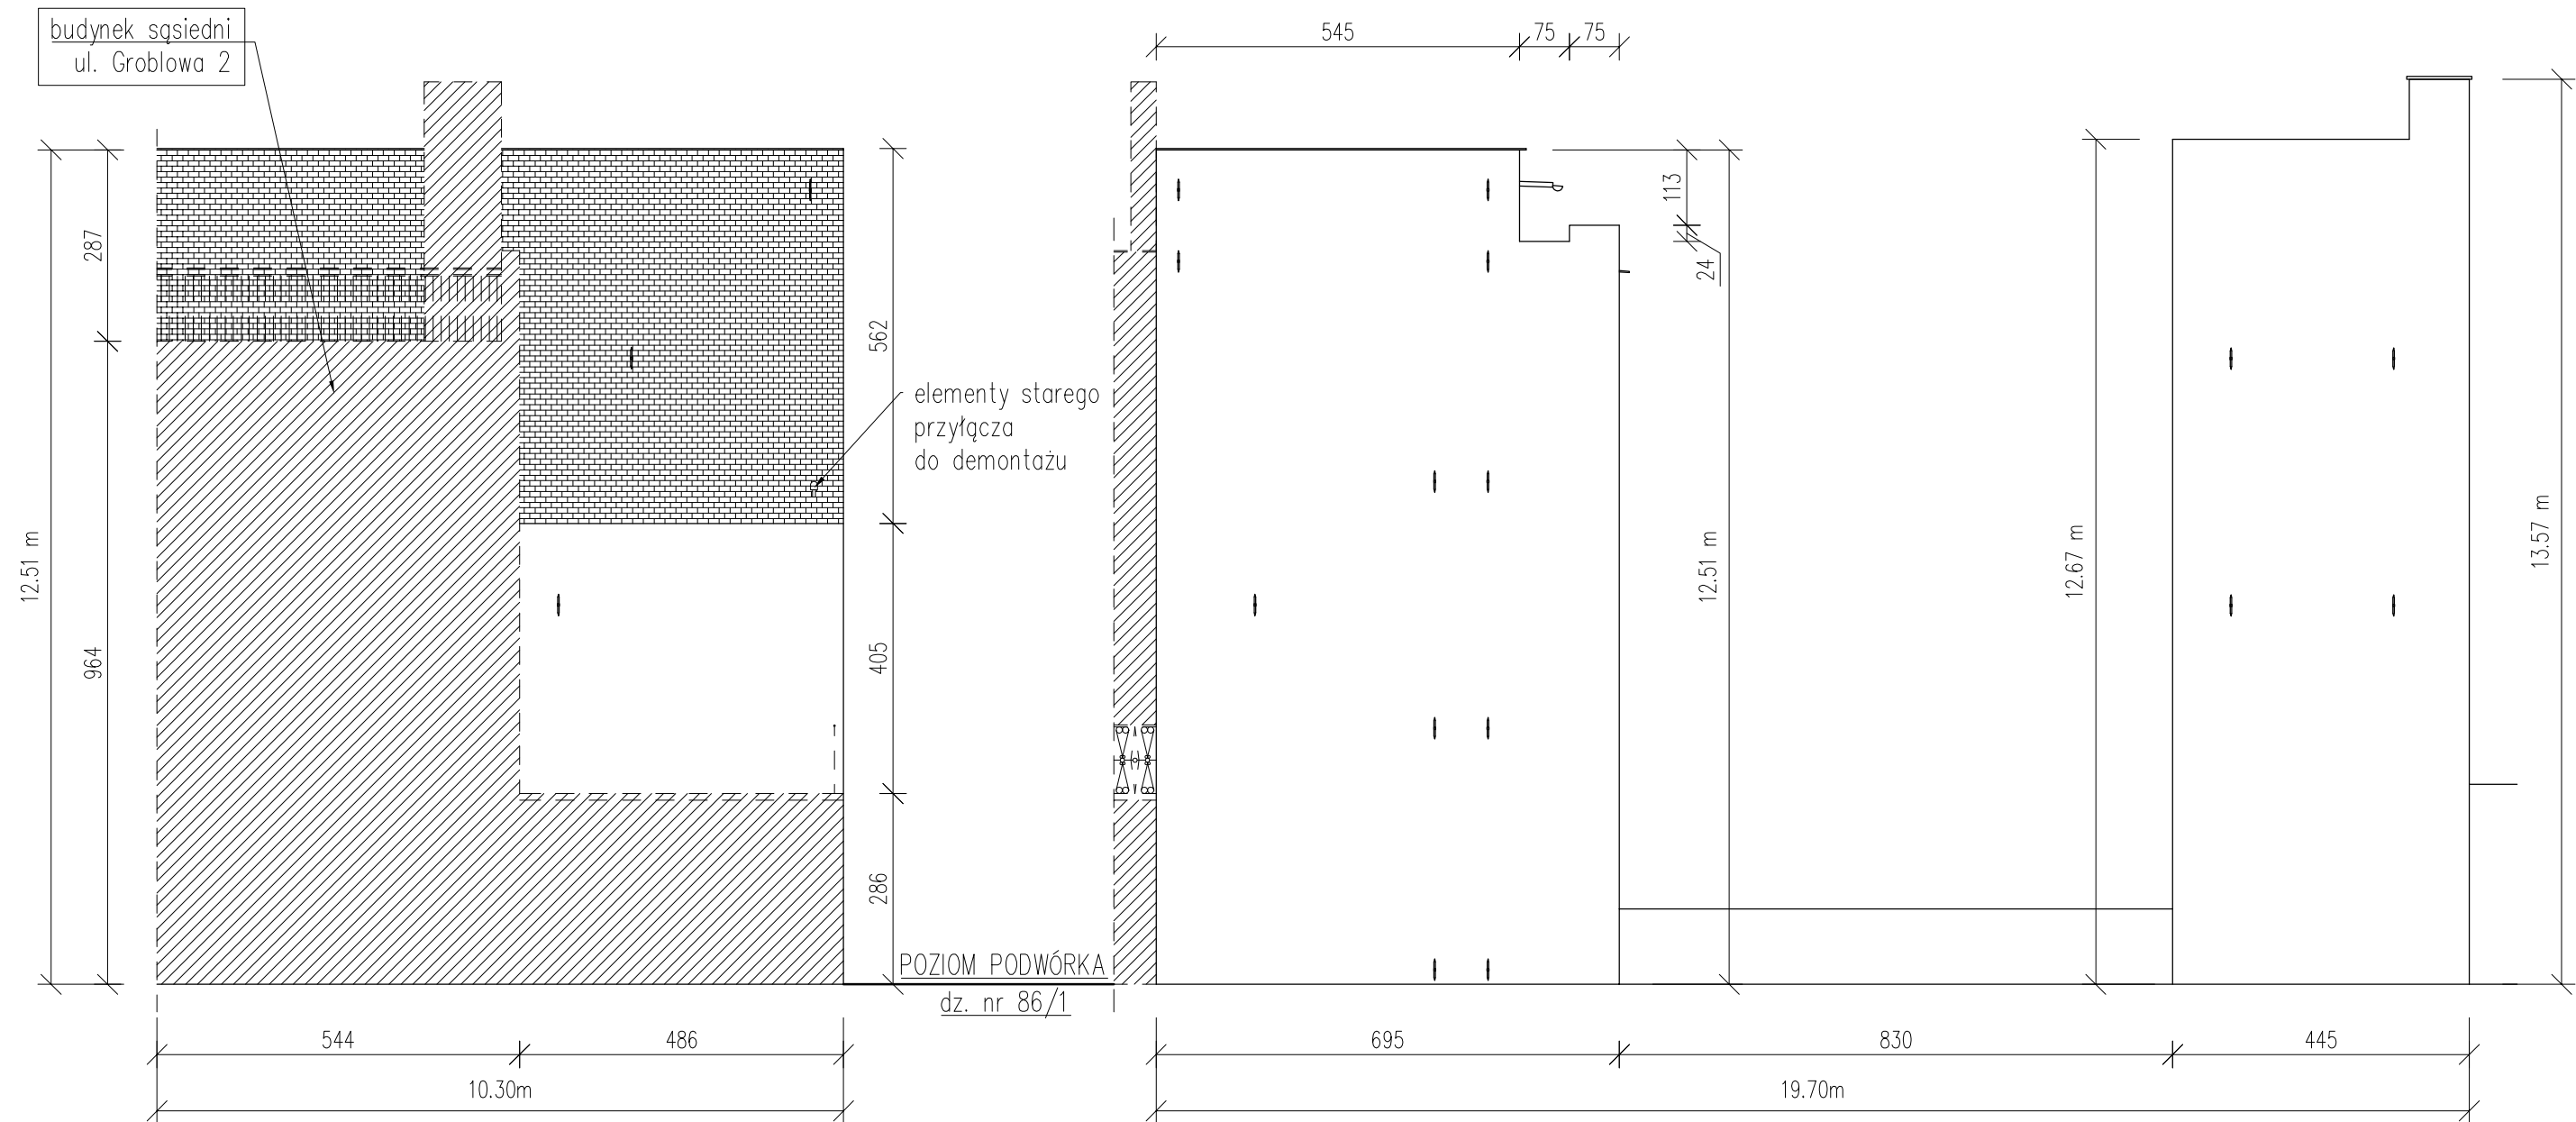 budynek sąsiedni
ul. Groblowa 2
545
75
75
287
964
12.51 m
562
405
286
elementy starego
przyłącza
do demontażu
113
24
12.51 m
12.67 m
13.57 m
POZIOM PODWÓRKA
dz. nr 86/1
544
486
10.30m
695
830
445
19.70m